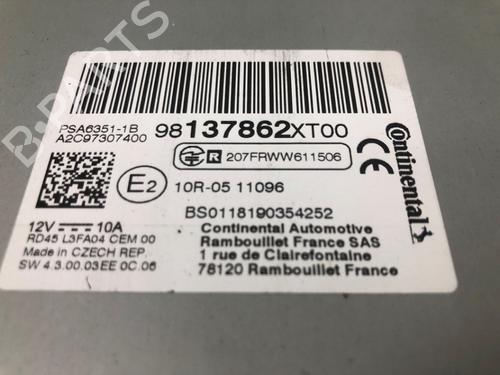 B-PARTS
PSA6351-1B
A2C97307400
98137862XT00
R 207FRWW611506
Continental
CE
E2
10R-05 11096
BS0118190354252
12V 10A
RD45 L3FA04 CEM 00
Made in CZECH REP.
SW 4.3.00.03EE 0C.06
Continental Automotive
Rambouillet France SAS
1 rue de Clairefontaine
78120 Rambouillet France